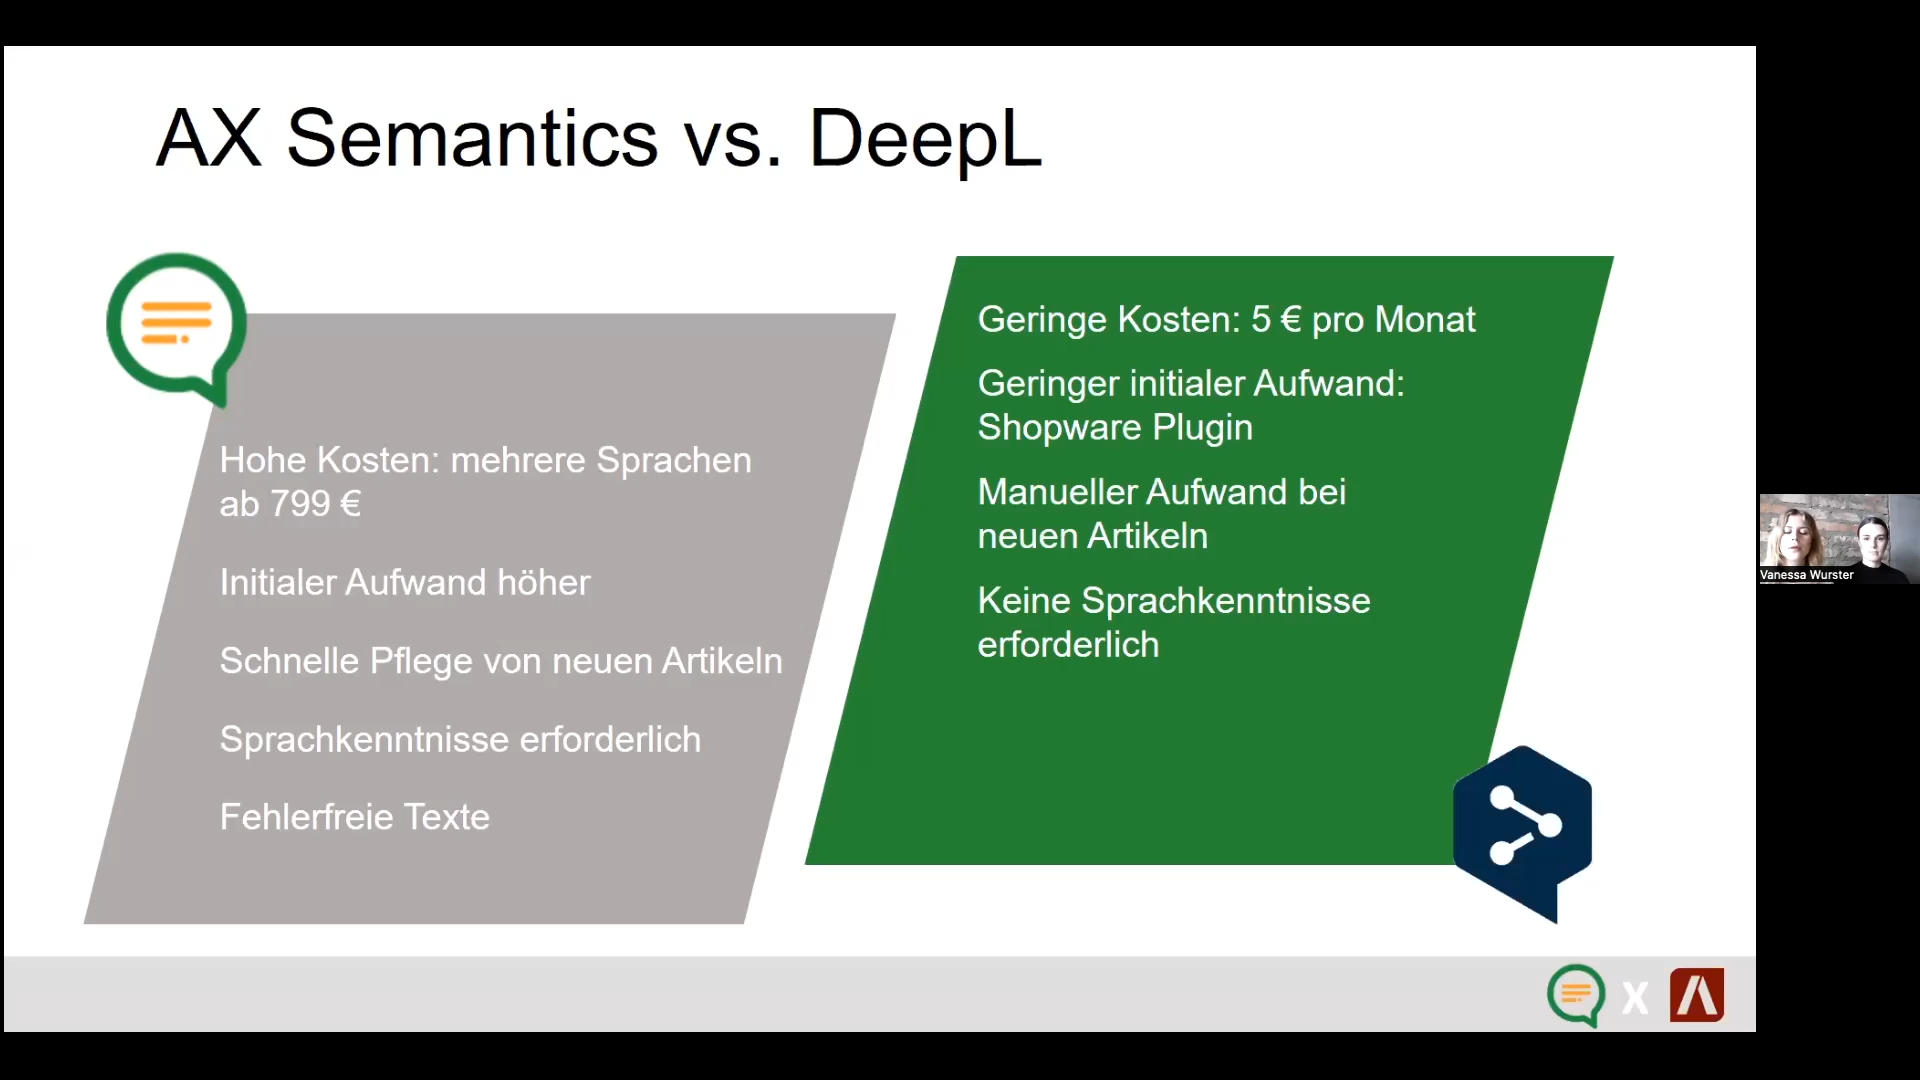 AX Semantics vs. DeepL
Hohe Kosten: mehrere Sprachen
ab 799 €
Initialer Aufwand höher
Schnelle Pflege von neuen Artikeln
Sprachkenntnisse erforderlich
Fehlerfreie Texte
Geringe Kosten: 5 € pro Monat
Geringer initialer Aufwand:
Shopware Plugin
Manueller Aufwand bei
neuen Artikeln
Keine Sprachkenntnisse
erforderlich
Vanessa Wurster
X